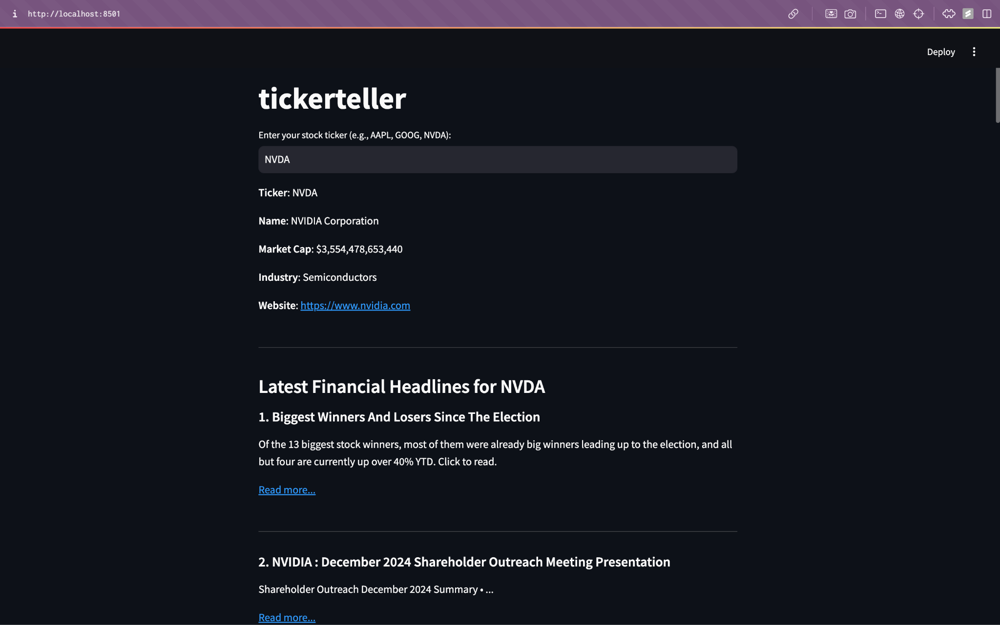 http://localhost:8501
Deploy
tickerteller
Enter your stock ticker (e.g., AAPL, GOOG, NVDA):
NVDA
Ticker: NVDA
Name: NVIDIA Corporation
Market Cap: $3,554,478,653,440
Industry: Semiconductors
Website: https://www.nvidia.com
Latest Financial Headlines for NVDA
1. Biggest Winners And Losers Since The Election
Of the 13 biggest stock winners, most of them were already big winners leading up to the election, and all
but four are currently up over 40% YTD. Click to read.
Read more...
2. NVIDIA : December 2024 Shareholder Outreach Meeting Presentation
Shareholder Outreach December 2024 Summary • ...
Read more...